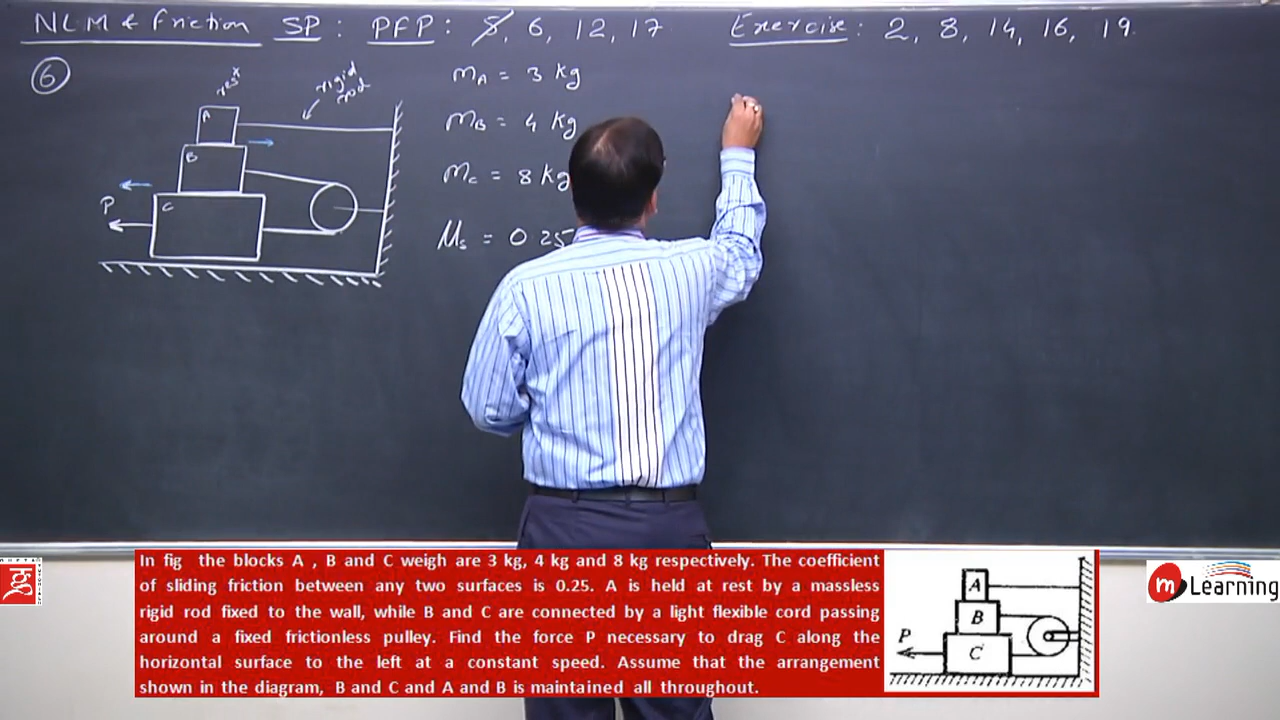 NLM & Friction SP : PFP : 5, 6, 12, 17 Exercise : 2, 8, 14, 16, 19
6
rest
rigid
rod
A
B
C
P
mA = 3 kg
mB = 4 kg
mC = 8 kg
μs = 0.25
In fig the blocks A , B and C weigh are 3 kg, 4 kg and 8 kg respectively. The coefficient
of sliding friction between any two surfaces is 0.25. A is held at rest by a massless
rigid rod fixed to the wall, while B and C are connected by a light flexible cord passing
around a fixed frictionless pulley. Find the force P necessary to drag C along the
horizontal surface to the left at a constant speed. Assume that the arrangement
shown in the diagram, B and C and A and B is maintained all throughout.
A
B
P
C
m Learning